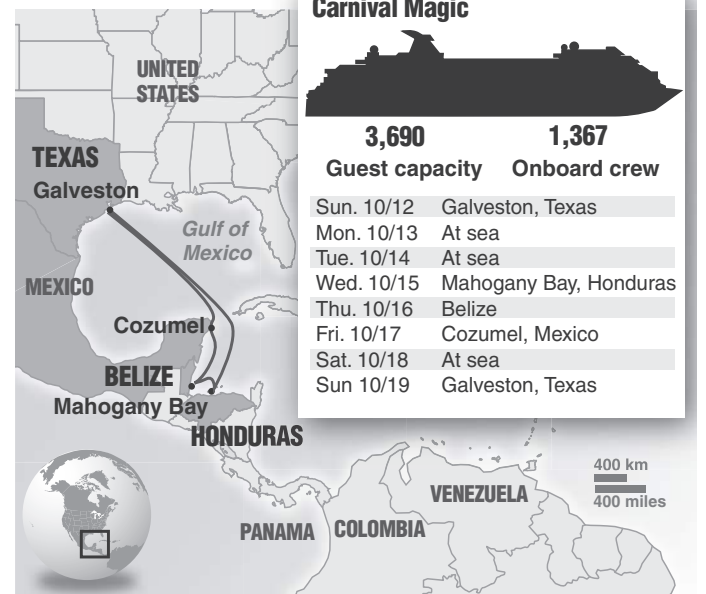 Carnival Magic
3,690
Guest capacity
1,367
Onboard crew
Sun. 10/12 Galveston, Texas
Mon. 10/13 At sea
Tue. 10/14 At sea
Wed. 10/15 Mahogany Bay, Honduras
Thu. 10/16 Belize
Fri. 10/17 Cozumel, Mexico
Sat. 10/18 At sea
Sun 10/19 Galveston, Texas
UNITED
STATES
TEXAS
Galveston
Gulf of
Mexico
MEXICO
Cozumel
BELIZE
Mahogany Bay
HONDURAS
PANAMA
COLOMBIA
VENEZUELA
400 km
400 miles